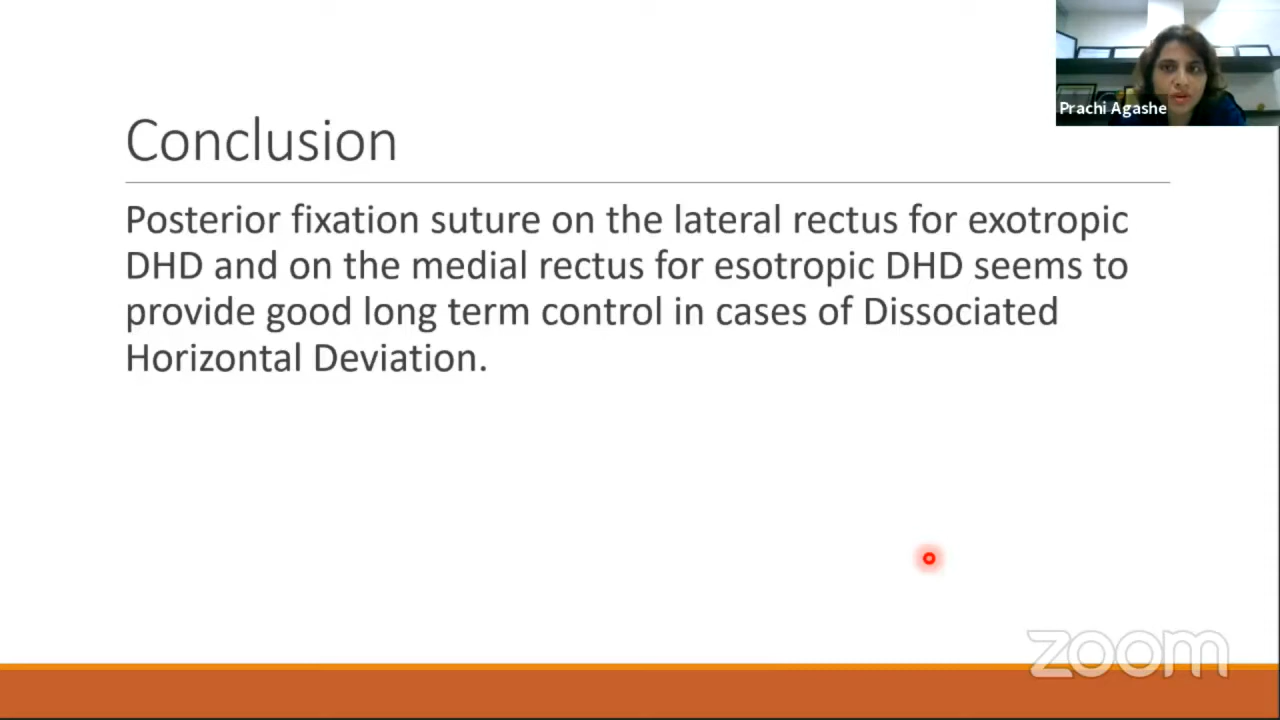 Prachi Agashe
Conclusion
Posterior fixation suture on the lateral rectus for exotropic
DHD and on the medial rectus for esotropic DHD seems to
provide good long term control in cases of Dissociated
Horizontal Deviation.
zoom